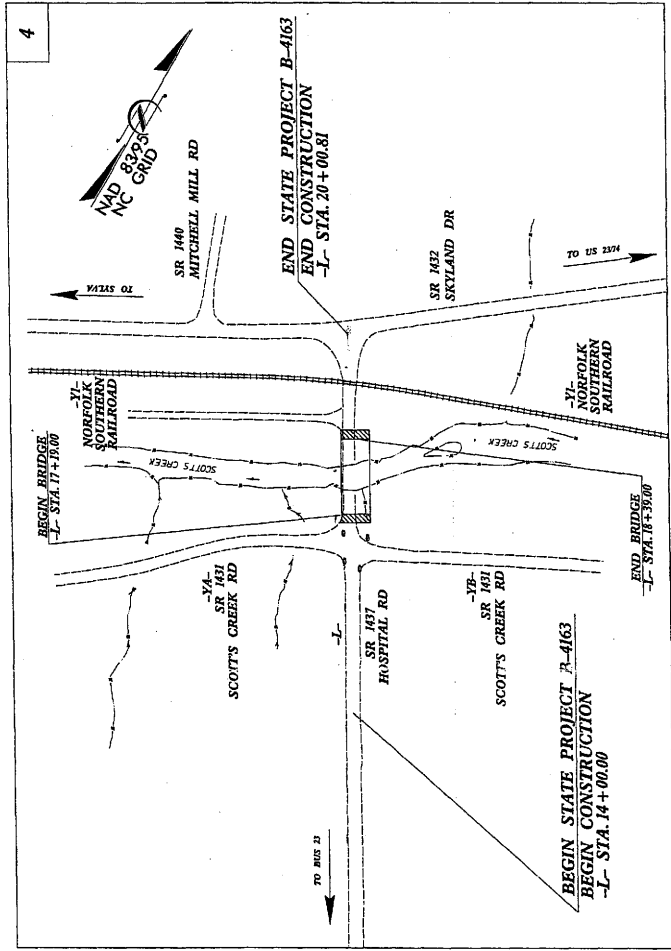 4
NAD 83/95
NC GRID
SR 1440
MITCHELL MILL RD
END STATE PROJECT B-4163
END CONSTRUCTION
-L- STA. 20+00.81
TO SYLVA
SR 1432
SKYLAND DR
TO US 23/74
-Y1-
NORFOLK
SOUTHERN
RAILROAD
-Y1-
NORFOLK
SOUTHERN
RAILROAD
BEGIN BRIDGE
-L- STA. 17+19.00
SCOTT'S CREEK
SCOTT'S CREEK
END BRIDGE
-L- STA. 18+39.00
-YA-
SR 1431
SCOTT'S CREEK RD
-L-
SR 1437
HOSPITAL RD
-YB-
SR 1431
SCOTT'S CREEK RD
TO BUS 23
BEGIN STATE PROJECT B-4163
BEGIN CONSTRUCTION
-L- STA. 14+00.00